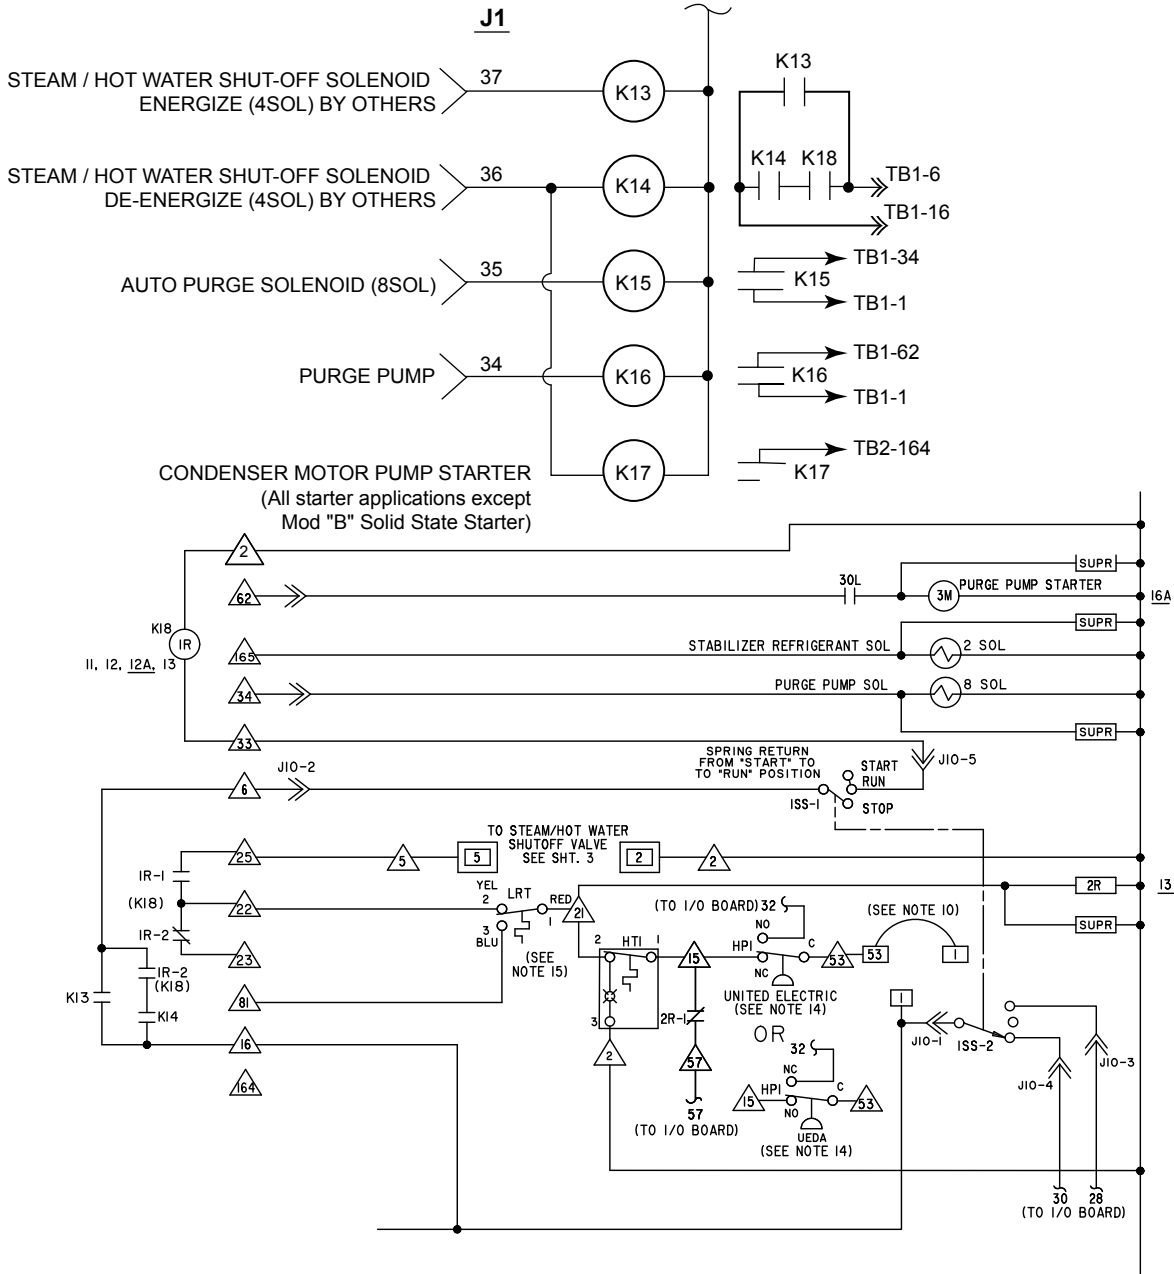 J1
STEAM / HOT WATER SHUT-OFF SOLENOID
ENERGIZE (4SOL) BY OTHERS
37
K13
K13
K14
K18
TB1-6
TB1-16
STEAM / HOT WATER SHUT-OFF SOLENOID
DE-ENERGIZE (4SOL) BY OTHERS
36
K14
AUTO PURGE SOLENOID (8SOL)
35
K15
TB1-34
K15
TB1-1
PURGE PUMP
34
K16
TB1-62
K16
TB1-1
CONDENSER MOTOR PUMP STARTER
(All starter applications except
Mod "B" Solid State Starter)
K17
TB2-164
K17
2
SUPR
62
30L
3M
PURGE PUMP STARTER
16A
K18
1R
11, 12, 12A, 13
SUPR
165
STABILIZER REFRIGERANT SOL
2 SOL
34
PURGE PUMP SOL
8 SOL
SUPR
33
SPRING RETURN
FROM "START" TO
TO "RUN" POSITION
J10-5
START
RUN
STOP
1SS-1
6
J10-2
TO STEAM/HOT WATER
SHUTOFF VALVE
SEE SHT. 3
25
5
5
2
2
1R-1
(K18)
22
YEL
2
LRT
RED
1
3
BLU
(SEE
NOTE 15)
21
2R
13
SUPR
1R-2
23
1R-2
(K18)
K13
K14
81
16
164
2
HT1
1
3
2
15
(TO I/O BOARD) 32
NO
HP1
C
NC
53
53
(SEE NOTE 10)
1
UNITED ELECTRIC
(SEE NOTE 14)
OR
32
2R-1
57
57
(TO I/O BOARD)
NC
15
HP1
C
53
NO
UEDA
(SEE NOTE 14)
1
J10-1
1SS-2
J10-4
J10-3
30
28
(TO I/O BOARD)